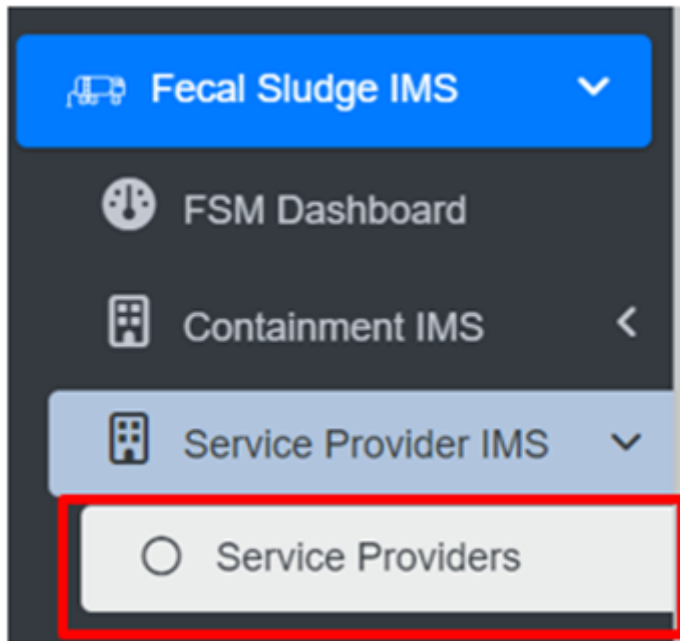 Fecal Sludge IMS
FSM Dashboard
Containment IMS
Service Provider IMS
Service Providers